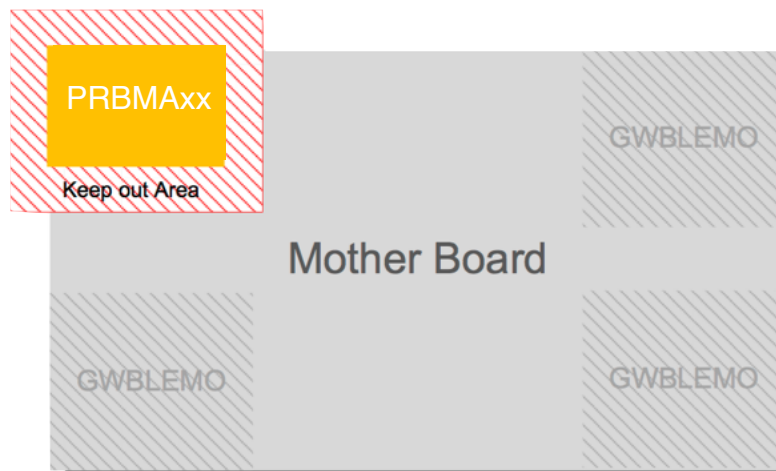 PRBMAxx
Keep out Area
GWBLEMO
Mother Board
GWBLEMO
GWBLEMO